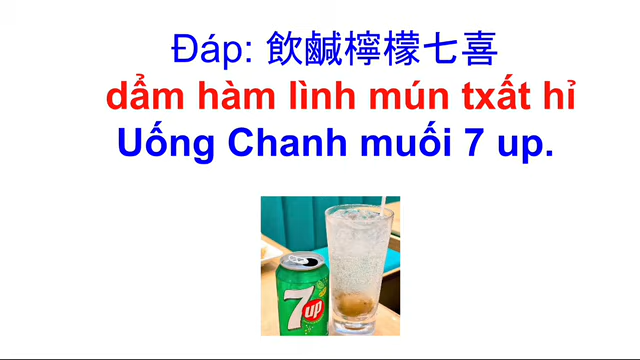 Đáp: 飲鹹檸檬七喜
dẩm hàm lình mún txất hỉ
Uống Chanh muối 7 up.
7up